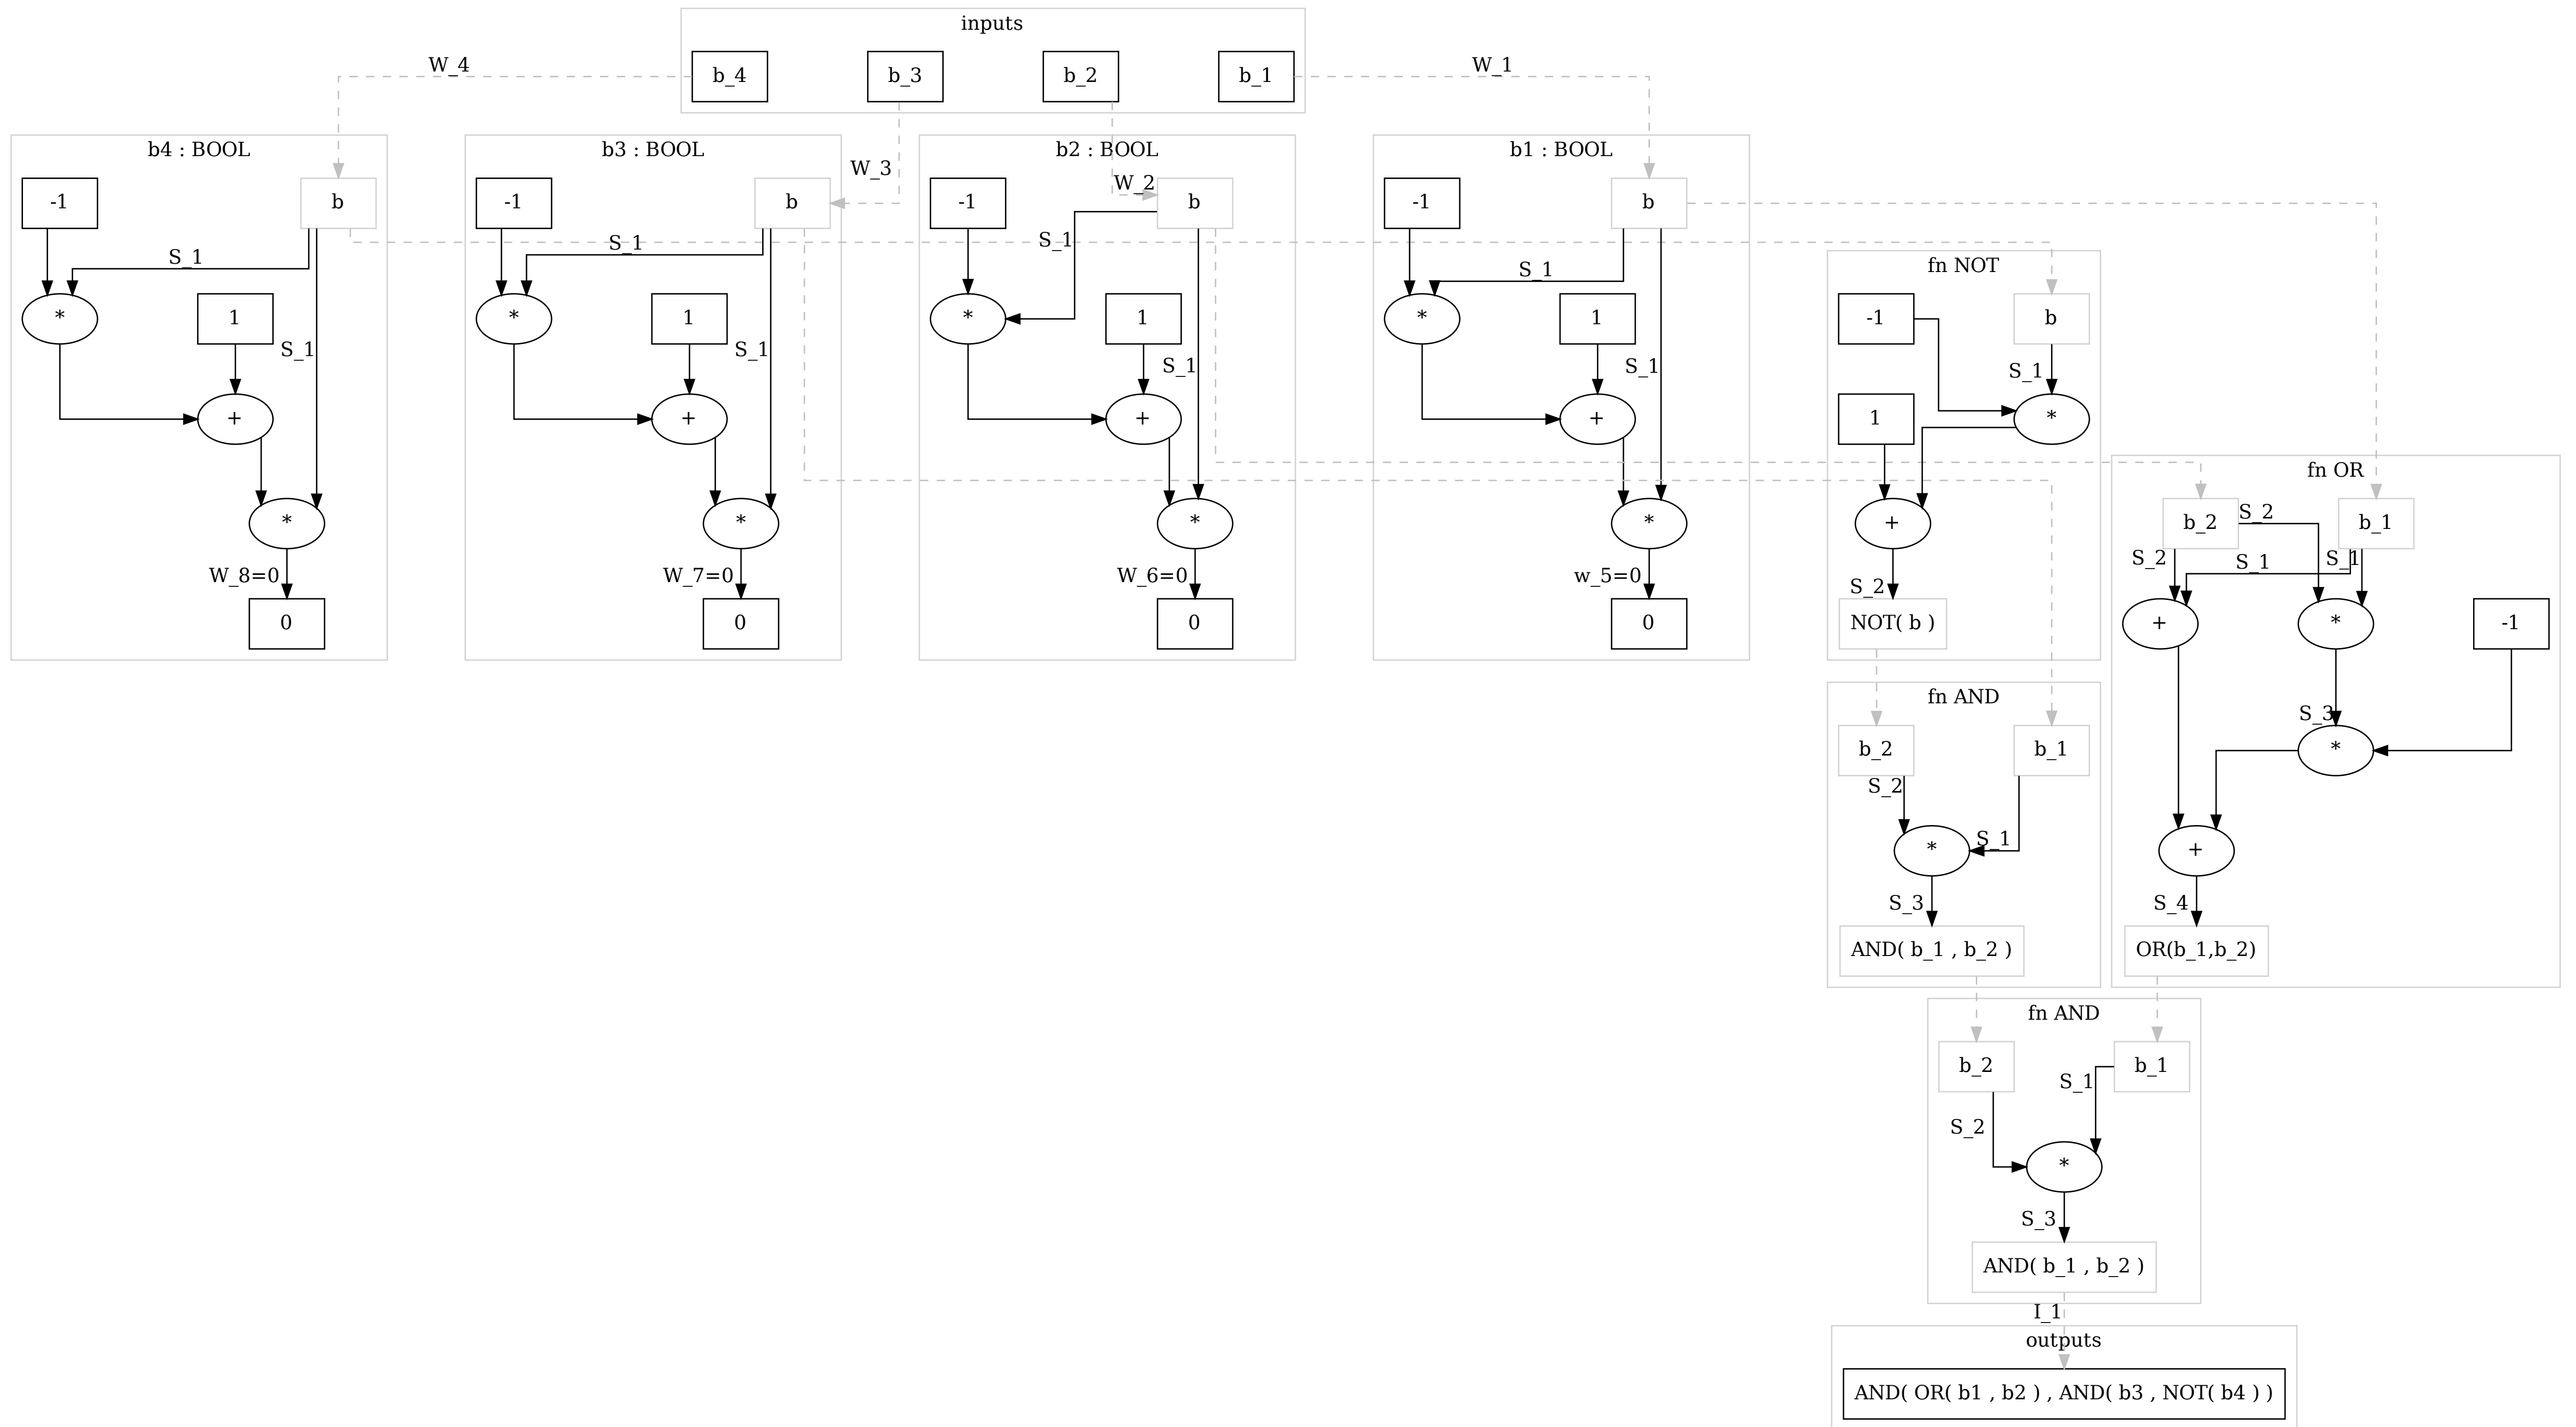 inputs
b_4
b_3
b_2
b_1
W_4
W_1
W_3
W_2
b4 : BOOL
-1
b
S_1
*
1
S_1
+
*
W_8=0
0
b3 : BOOL
-1
b
S_1
*
1
S_1
+
*
W_7=0
0
b2 : BOOL
-1
b
S_1
*
1
S_1
+
*
W_6=0
0
b1 : BOOL
-1
b
S_1
*
1
S_1
+
*
w_5=0
0
fn NOT
-1
b
S_1
1
*
+
S_2
NOT( b )
fn OR
b_2
S_2
b_1
S_2
S_1
S_1
+
*
-1
S_3
*
+
S_4
OR(b_1,b_2)
fn AND
b_2
b_1
S_2
S_1
*
S_3
AND( b_1 , b_2 )
fn AND
b_2
b_1
S_1
S_2
*
S_3
AND( b_1 , b_2 )
I_1
outputs
AND( OR( b1 , b2 ) , AND( b3 , NOT( b4 ) )